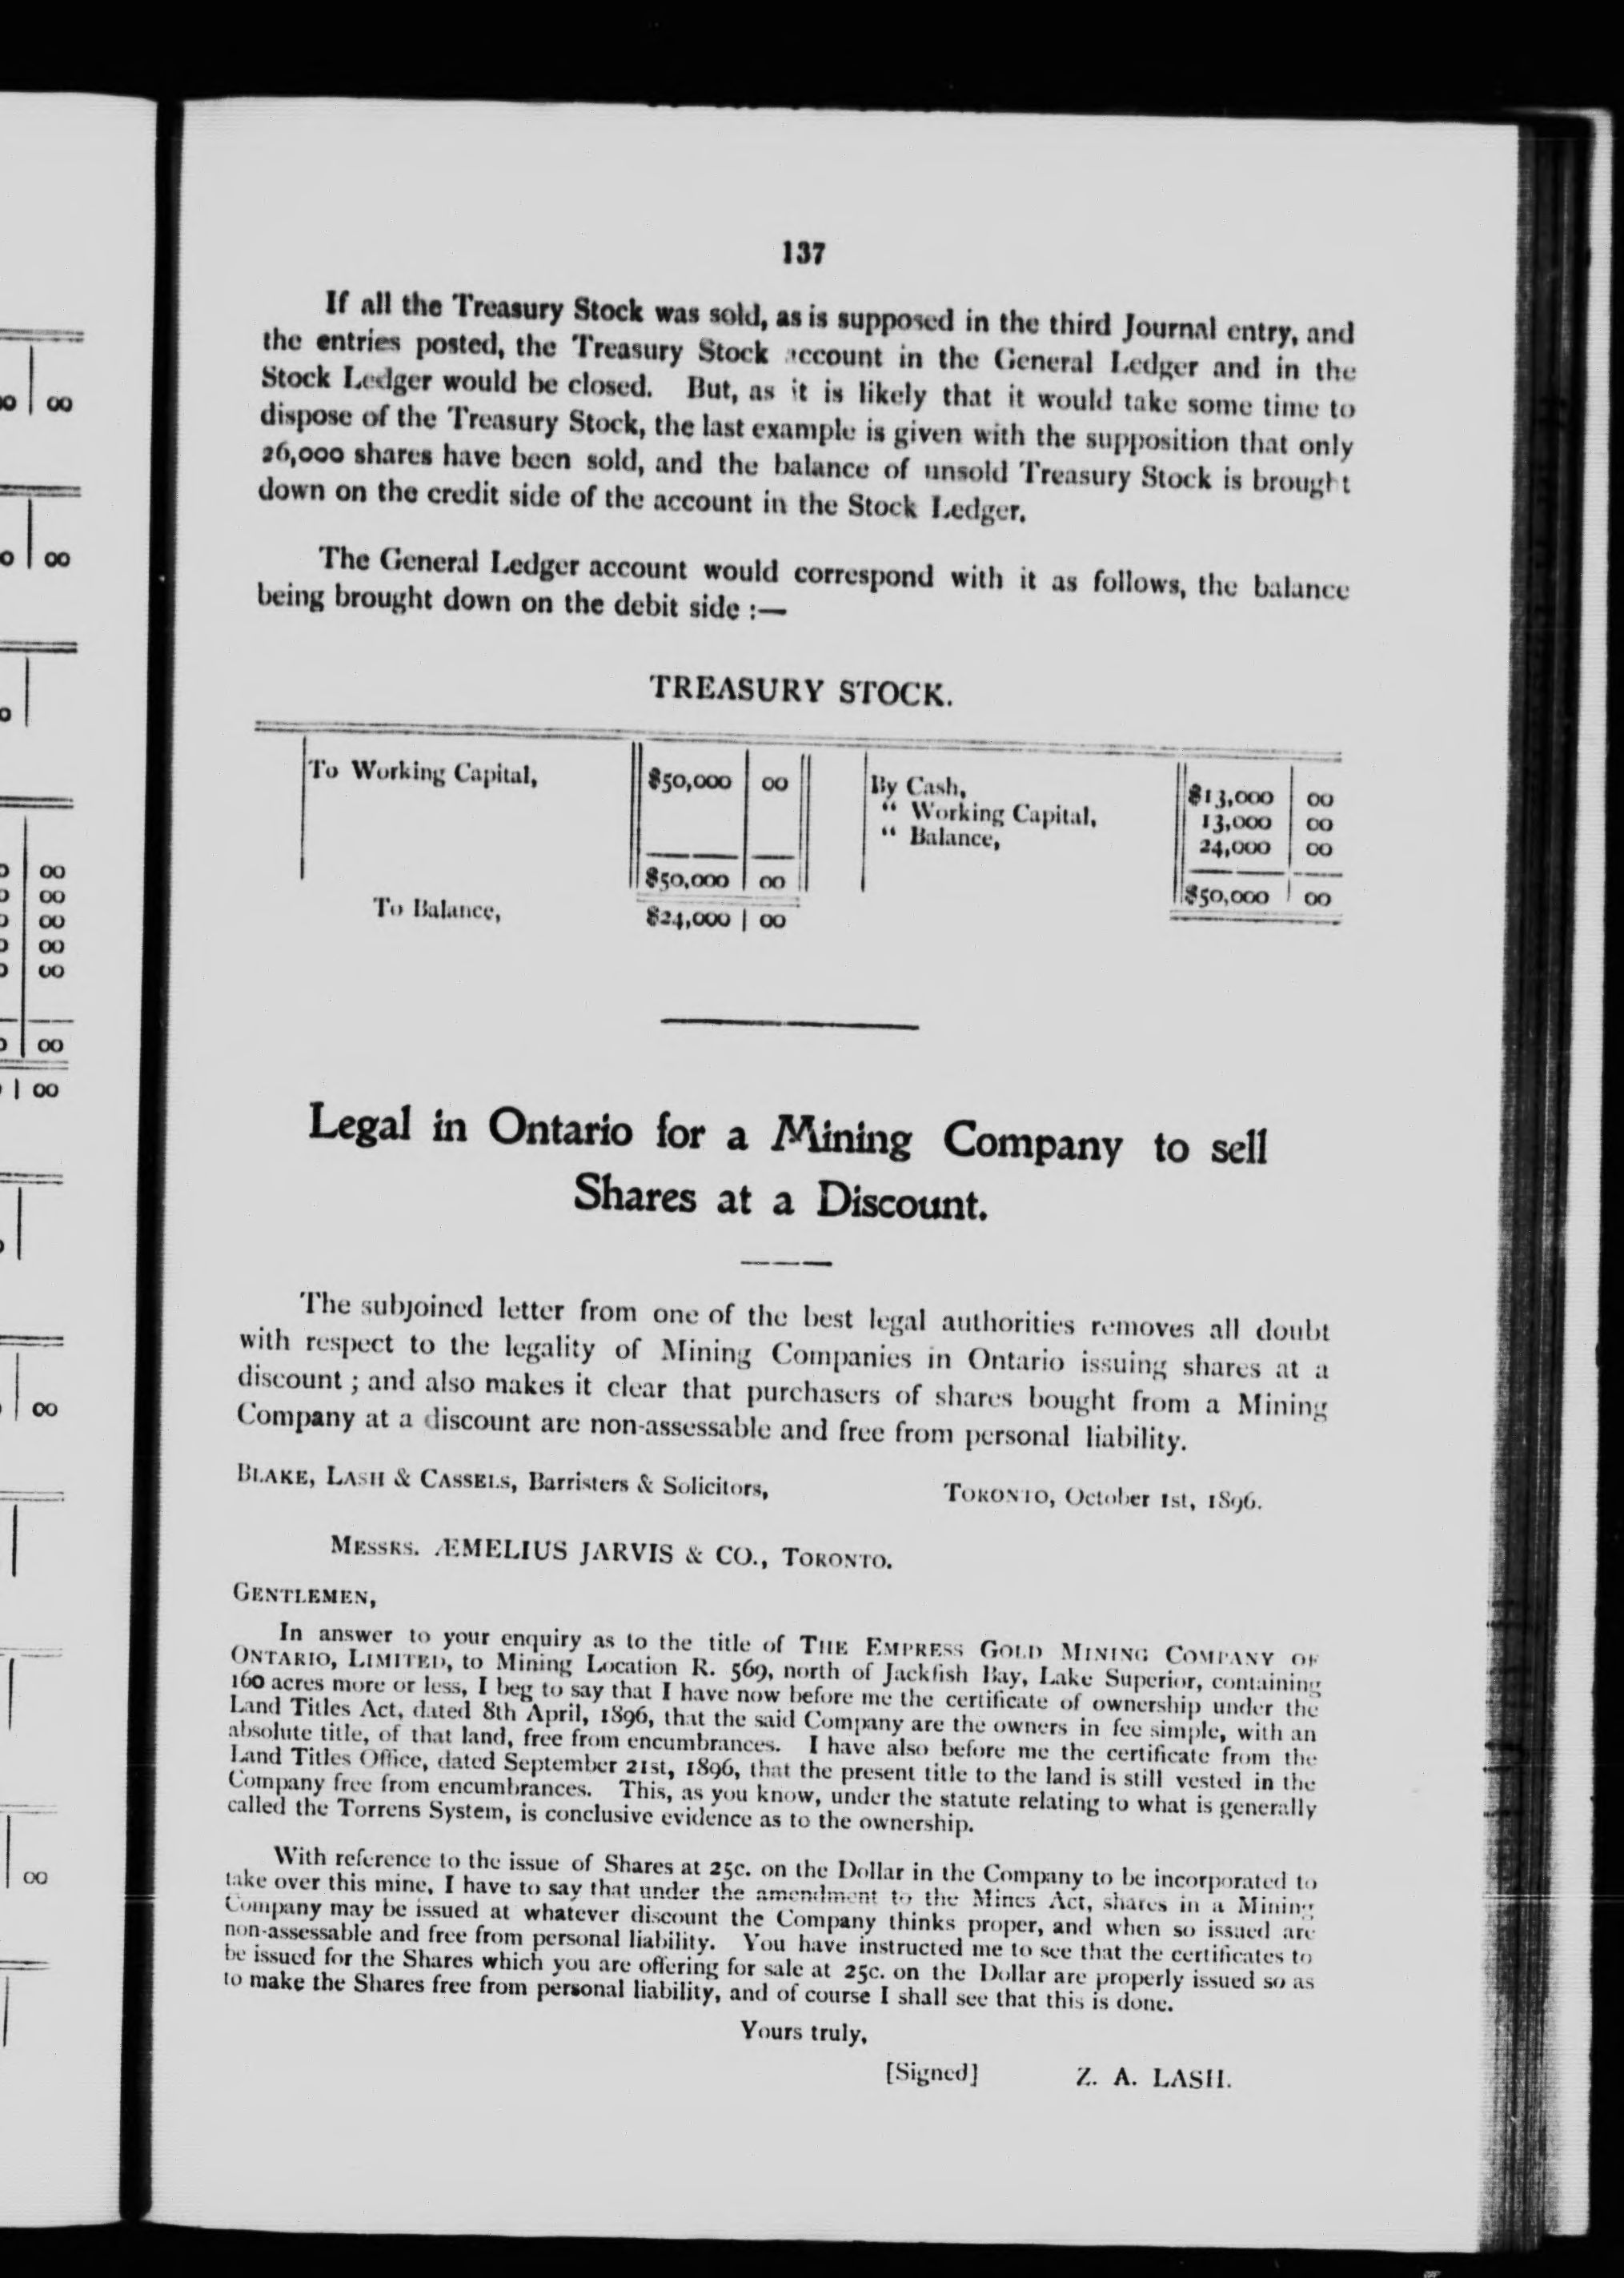 137
If all the Treasury Stock was sold, as is supposed in the third Journal entry, and
the entries posted, the Treasury Stock account in the General Ledger and in the
Stock Ledger would be closed. But, as it is likely that it would take some time to
dispose of the Treasury Stock, the last example is given with the supposition that only
26,000 shares have been sold, and the balance of unsold Treasury Stock is brought
down on the credit side of the account in the Stock Ledger.
The General Ledger account would correspond with it as follows, the balance
being brought down on the debit side :—
TREASURY STOCK.
To Working Capital, $50,000 00 By Cash, $13,000 00
“ Working Capital, 13,000 00
“ Balance, 24,000 00
$50,000 00 $50,000 00
To Balance, $24,000 00
Legal in Ontario for a Mining Company to sell
Shares at a Discount.
The subjoined letter from one of the best legal authorities removes all doubt
with respect to the legality of Mining Companies in Ontario issuing shares at a
discount ; and also makes it clear that purchasers of shares bought from a Mining
Company at a discount are non-assessable and free from personal liability.
BLAKE, LASH & CASSELS, Barristers & Solicitors, TORONTO, October 1st, 1896.
MESSRS. ÆMELIUS JARVIS & CO., TORONTO.
GENTLEMEN,
In answer to your enquiry as to the title of THE EMPRESS GOLD MINING COMPANY OF
ONTARIO, LIMITED, to Mining Location R. 569, north of Jackfish Bay, Lake Superior, containing
160 acres more or less, I beg to say that I have now before me the certificate of ownership under the
Land Titles Act, dated 8th April, 1896, that the said Company are the owners in fee simple, with an
absolute title, of that land, free from encumbrances. I have also before me the certificate from the
Land Titles Office, dated September 21st, 1896, that the present title to the land is still vested in the
Company free from encumbrances. This, as you know, under the statute relating to what is generally
called the Torrens System, is conclusive evidence as to the ownership.
With reference to the issue of Shares at 25c. on the Dollar in the Company to be incorporated to
take over this mine, I have to say that under the amendment to the Mines Act, shares in a Mining
Company may be issued at whatever discount the Company thinks proper, and when so issued are
non-assessable and free from personal liability. You have instructed me to see that the certificates to
be issued for the Shares which you are offering for sale at 25c. on the Dollar are properly issued so as
to make the Shares free from personal liability, and of course I shall see that this is done.
Yours truly,
[Signed] Z. A. LASH.